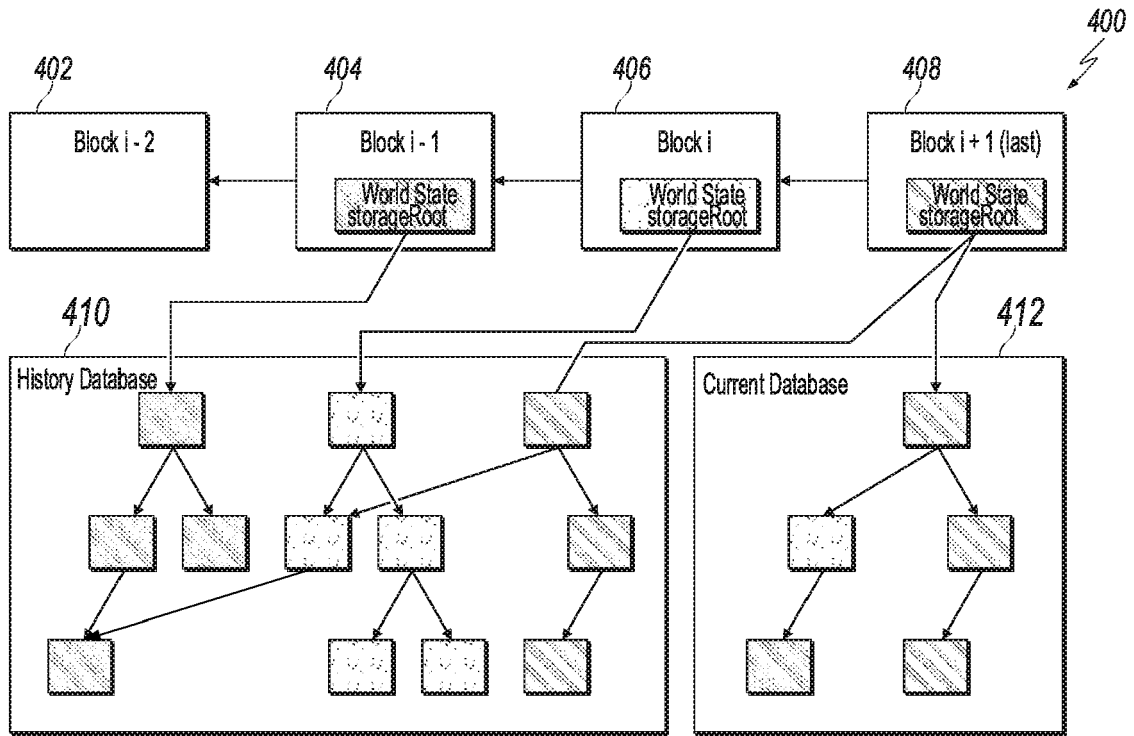 400
402
404
406
408
Block i - 2
Block i - 1
Block i
Block i + 1 (last)
World State
storageRoot
World State
storageRoot
World State
storageRoot
410
412
History Database
Current Database